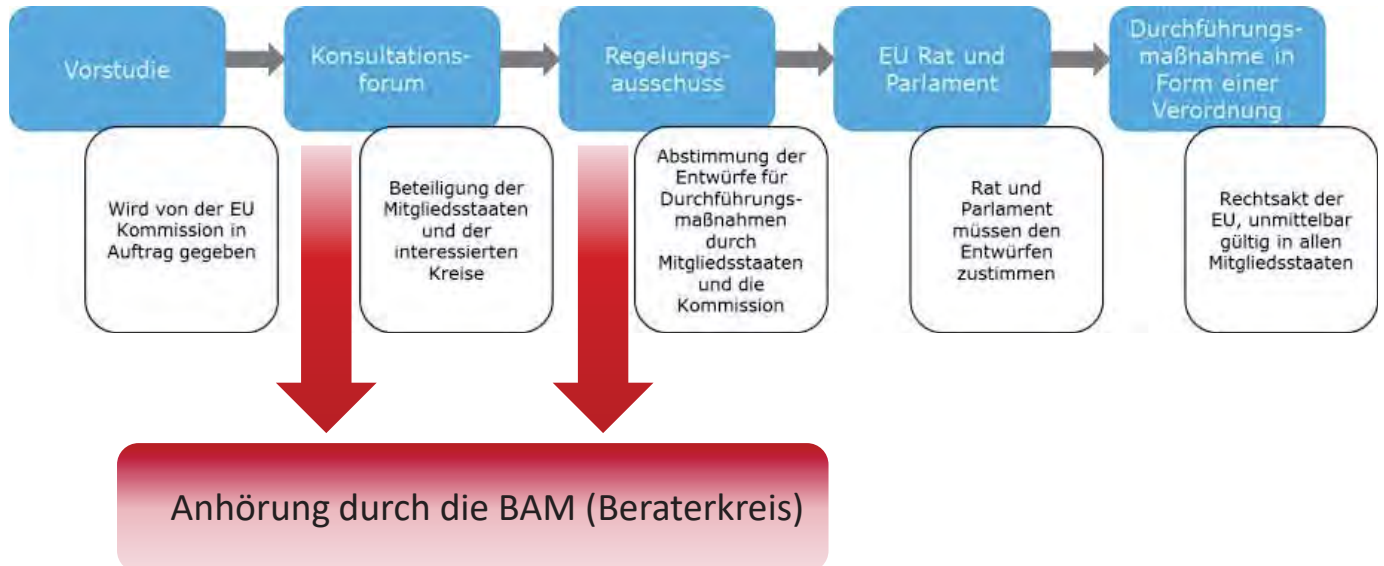 Vorstudie
Konsultations-
forum
Regelungs-
ausschuss
EU Rat und
Parlament
Durchführungs-
maßnahme in
Form einer
Verordnung
Wird von der EU
Kommission in
Auftrag gegeben
Beteiligung der
Mitgliedsstaaten
und der
interessierten
Kreise
Abstimmung der
Entwürfe für
Durchführungs-
maßnahmen
durch
Mitgliedsstaaten
und die
Kommission
Rat und
Parlament
müssen den
Entwürfen
zustimmen
Rechtsakt der
EU, unmittelbar
gültig in allen
Mitgliedsstaaten
Anhörung durch die BAM (Beraterkreis)